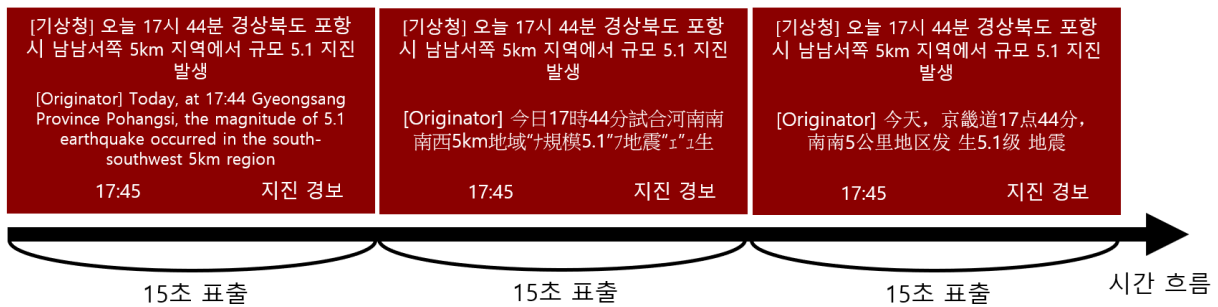 [기상청] 오늘 17시 44분 경상북도 포항
시 남남서쪽 5km 지역에서 규모 5.1 지진
발생
[Originator] Today, at 17:44 Gyeongsang
Province Pohangsi, the magnitude of 5.1
earthquake occurred in the south-
southwest 5km region
17:45 지진 경보
[기상청] 오늘 17시 44분 경상북도 포항
시 남남서쪽 5km 지역에서 규모 5.1 지진
발생
[Originator] 今日17時44分試合河南南
南西5km地域“ﾅ規模5.1”ﾌ地震“ｪ”ｭ生
17:45 지진 경보
[기상청] 오늘 17시 44분 경상북도 포항
시 남남서쪽 5km 지역에서 규모 5.1 지진
발생
[Originator] 今天，京畿道17点44分，
南南5公里地区发 生5.1级 地震
17:45 지진 경보
15초 표출
15초 표출
15초 표출
시간 흐름